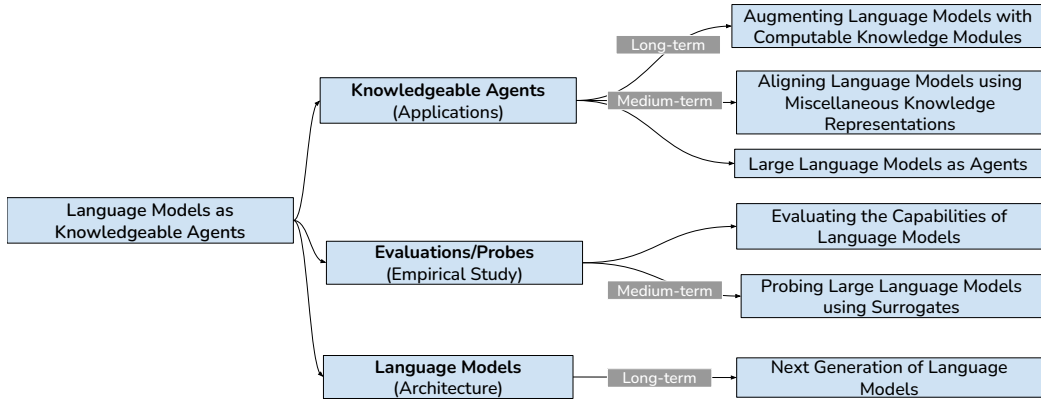 Language Models as
Knowledgeable Agents
Knowledgeable Agents
(Applications)
Long-term
Augmenting Language Models with
Computable Knowledge Modules
Medium-term
Aligning Language Models using
Miscellaneous Knowledge
Representations
Large Language Models as Agents
Evaluations/Probes
(Empirical Study)
Evaluating the Capabilities of
Language Models
Medium-term
Probing Large Language Models
using Surrogates
Language Models
(Architecture)
Long-term
Next Generation of Language
Models